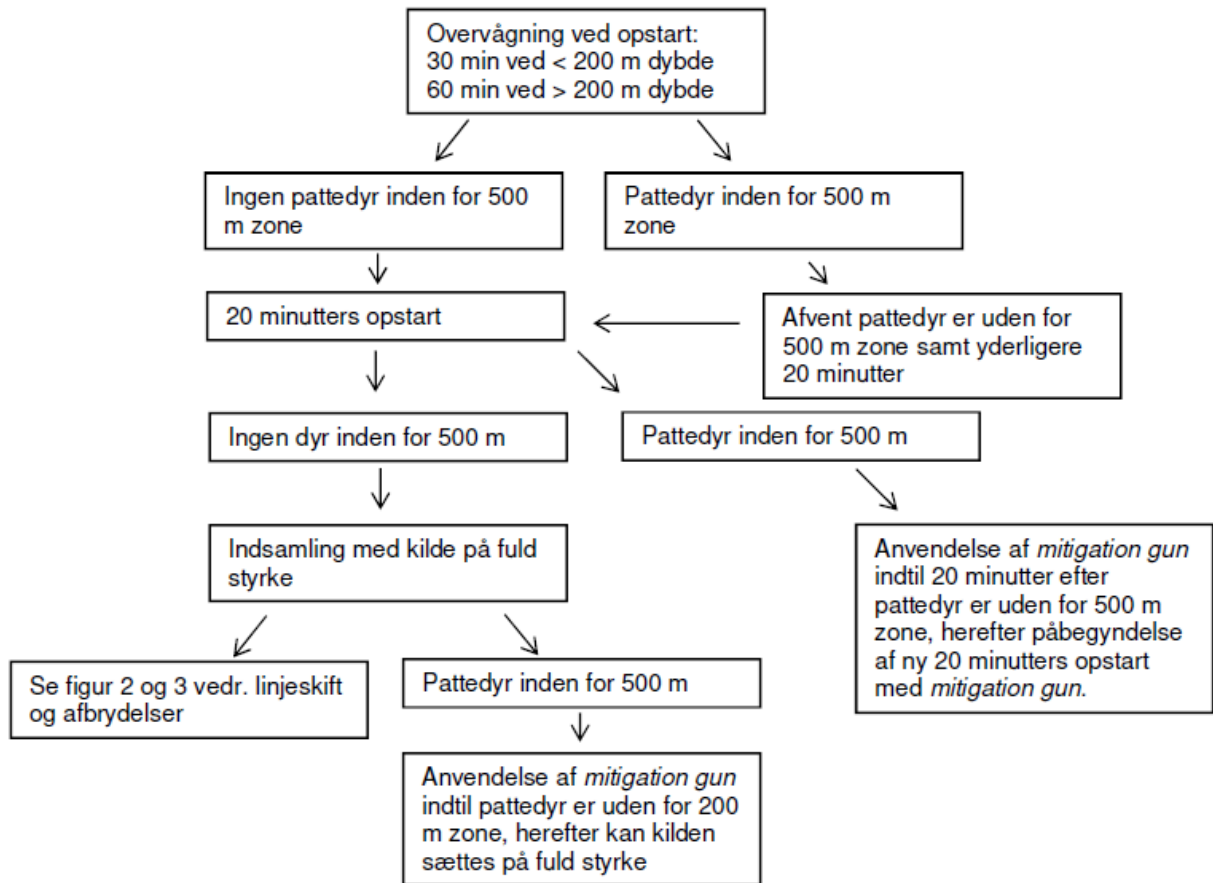 Overvågning ved opstart:
30 min ved < 200 m dybde
60 min ved > 200 m dybde
Ingen pattedyr inden for 500
m zone
Pattedyr inden for 500 m
zone
20 minutters opstart
Afvent pattedyr er uden for
500 m zone samt yderligere
20 minutter
Ingen dyr inden for 500 m
Pattedyr inden for 500 m
Indsamling med kilde på fuld
styrke
Anvendelse af mitigation gun
indtil 20 minutter efter
pattedyr er uden for 500 m
zone, herefter påbegyndelse
af ny 20 minutters opstart
med mitigation gun.
Se figur 2 og 3 vedr. linjeskift
og afbrydelser
Pattedyr inden for 500 m
Anvendelse af mitigation gun
indtil pattedyr er uden for 200
m zone, herefter kan kilden
sættes på fuld styrke